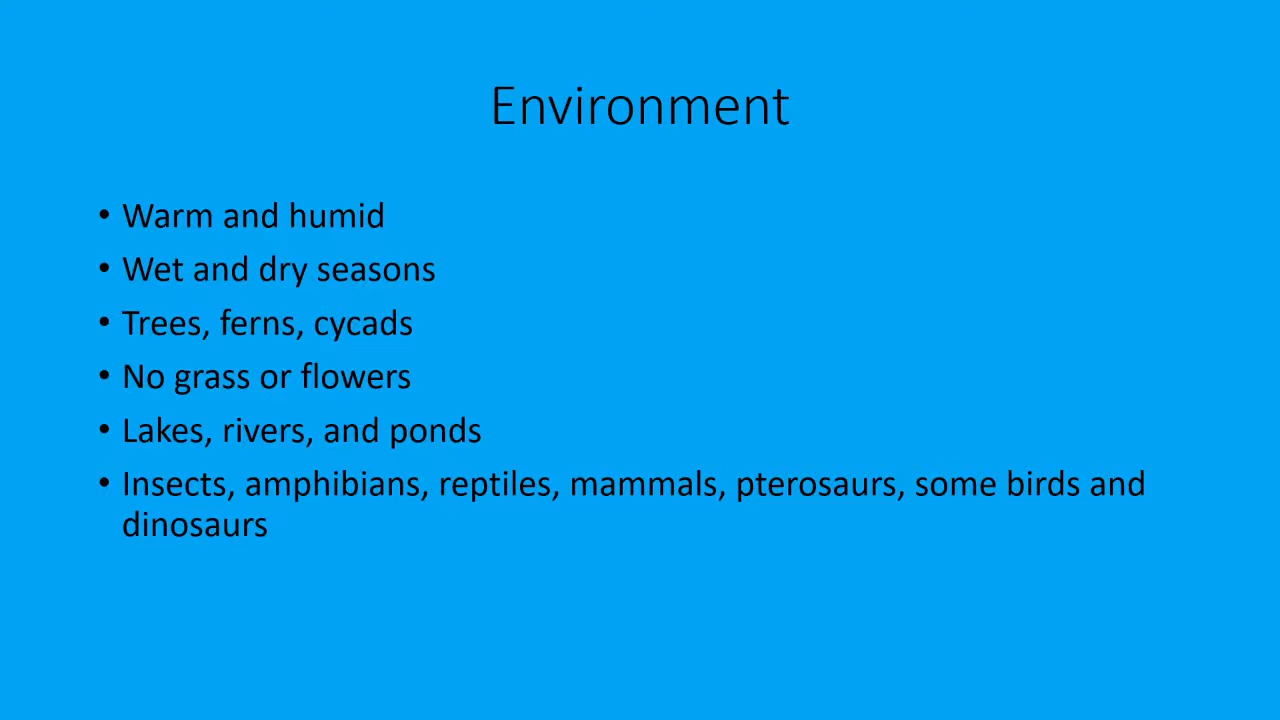 Environment
• Warm and humid
• Wet and dry seasons
• Trees, ferns, cycads
• No grass or flowers
• Lakes, rivers, and ponds
• Insects, amphibians, reptiles, mammals, pterosaurs, some birds and
dinosaurs